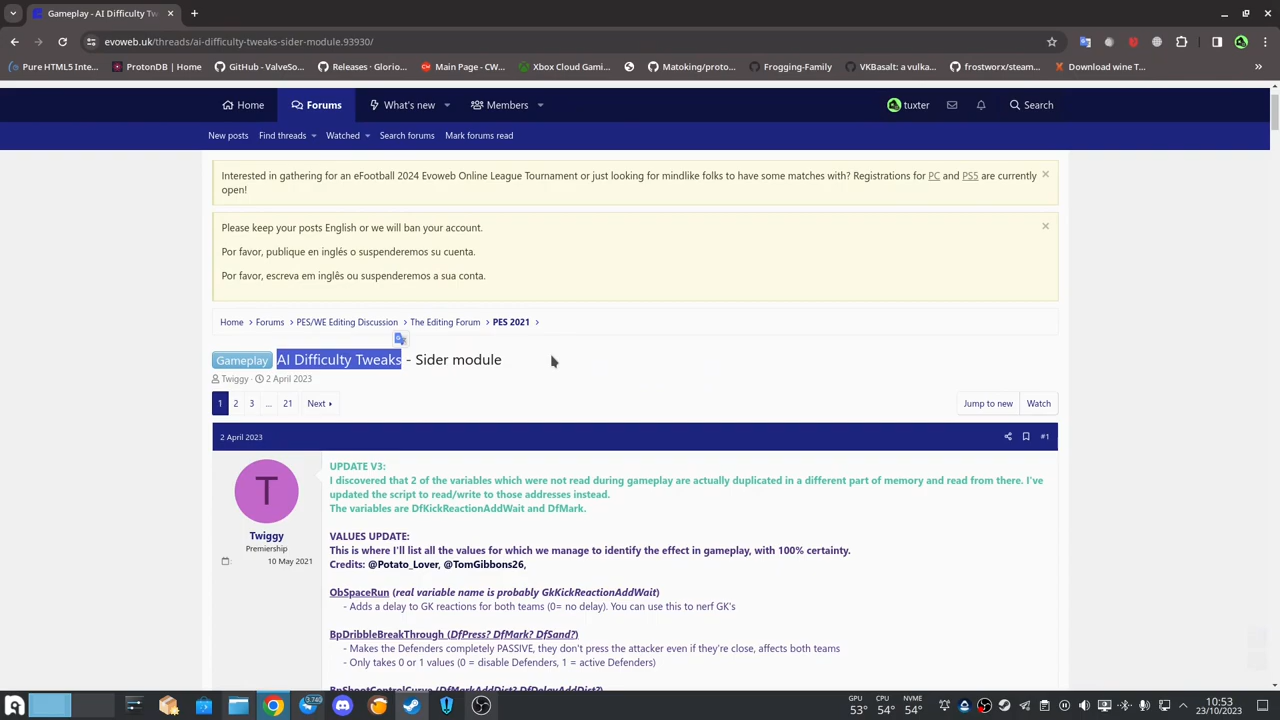 AI Difficulty Tweaks
evoweb.uk/threads/ai-difficulty-tweaks-sider-module.93930/
Pure HTML5 Inte...
ProtonDB | Home
GitHub - ValveSo...
Releases · Glorio...
Main Page - CW...
Xbox Cloud Gami...
Matoking/proto...
Frogging-Family
VKBasalt: a vulka...
frostworx/steam...
Download wine T...
Home
Forums
What's new
Members
tuxter
Search
New posts
Find threads
Watched
Search forums
Mark forums read
Interested in gathering for an eFootball 2024 Evoweb Online League Tournament or just looking for mindlike folks to have some matches with? Registrations for PC and PS5 are currently
open!
Please keep your posts English or we will ban your account.
Por favor, publique en inglés o suspenderemos su cuenta.
Por favor, escreva em inglês ou suspenderemos a sua conta.
Home > Forums > PES/WE Editing Discussion > The Editing Forum > PES 2021 >
Gameplay AI Difficulty Tweaks - Sider module
Twiggy · 2 April 2023
1 2 3 ... 21 Next
Jump to new
Watch
2 April 2023
#1
T
Twiggy
Premiership
10 May 2021
UPDATE V3:
I discovered that 2 of the variables which were not read during gameplay are actually duplicated in a different part of memory and read from there. I've
updated the script to read/write to those addresses instead.
The variables are DfKickReactionAddWait and DfMark.
VALUES UPDATE:
This is where I'll list all the values for which we manage to identify the effect in gameplay, with 100% certainty.
Credits: @Potato_Lover, @TomGibbons26,
ObSpaceRun (real variable name is probably GkKickReactionAddWait)
- Adds a delay to GK reactions for both teams (0= no delay). You can use this to nerf GK's
BpDribbleBreakThrough (DfPress? DfMark? DfSand?)
- Makes the Defenders completely PASSIVE, they don't press the attacker even if they're close, affects both teams
- Only takes 0 or 1 values (0 = disable Defenders, 1 = active Defenders)
BpShootControlCurve (DfMarkAddDist? DfDelayAddDist?)
3,740
GPU
53°
CPU
54°
NVME
53°
10:53
23/10/2023